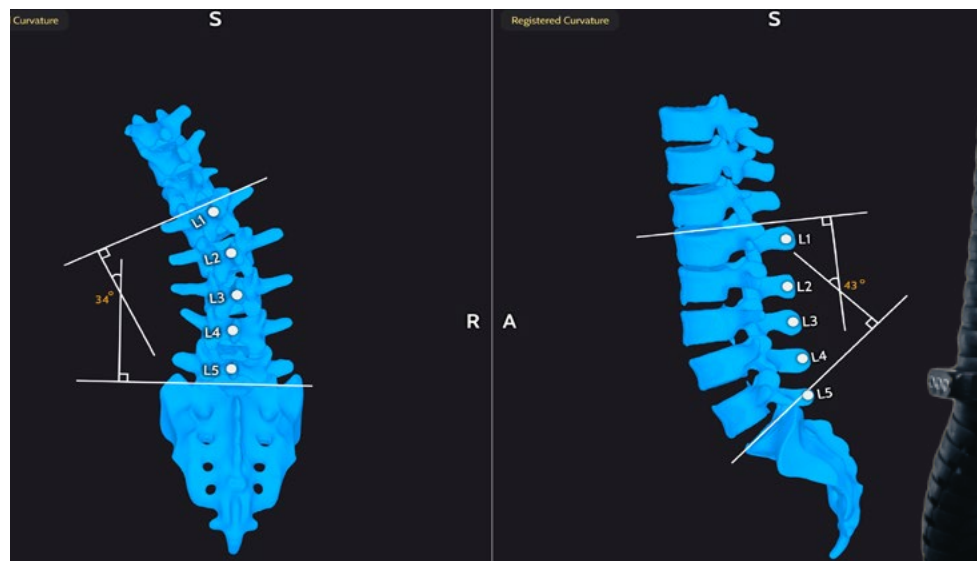 Curvature
S
L1
L2
34°
L3
L4
L5
R
Registered Curvature
S
L1
L2
43°
A
L3
L4
L5